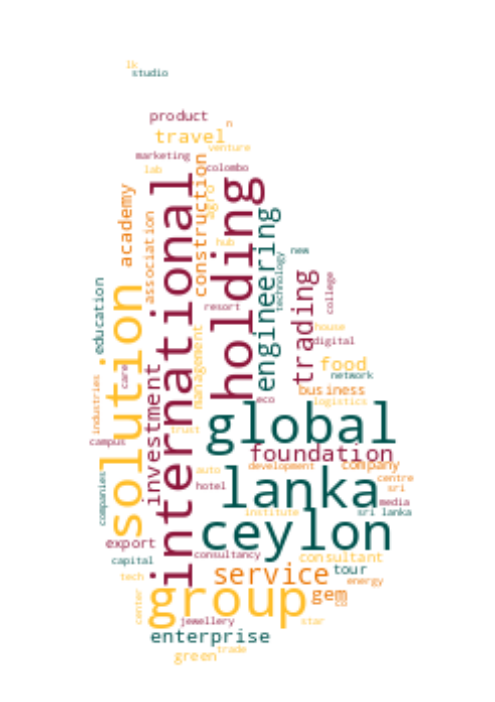 lk
studio
product
n
travel
venture
marketing
lab
colombo
construction
agro
international
holding
academy
association
engineering
hub
new
technology
college
trading
resort
education
solution
house
digital
management
food
network
care
investment
industries
business
logistics
eco
global
trust
campus
foundation
company
development
auto
lanka
centre
sri
hotel
companies
media
institute
sri lanka
ceylon
export
consultancy
consultant
capital
tour
service
tech
energy
group
gem
co
center
jewellery
star
enterprise
trade
green